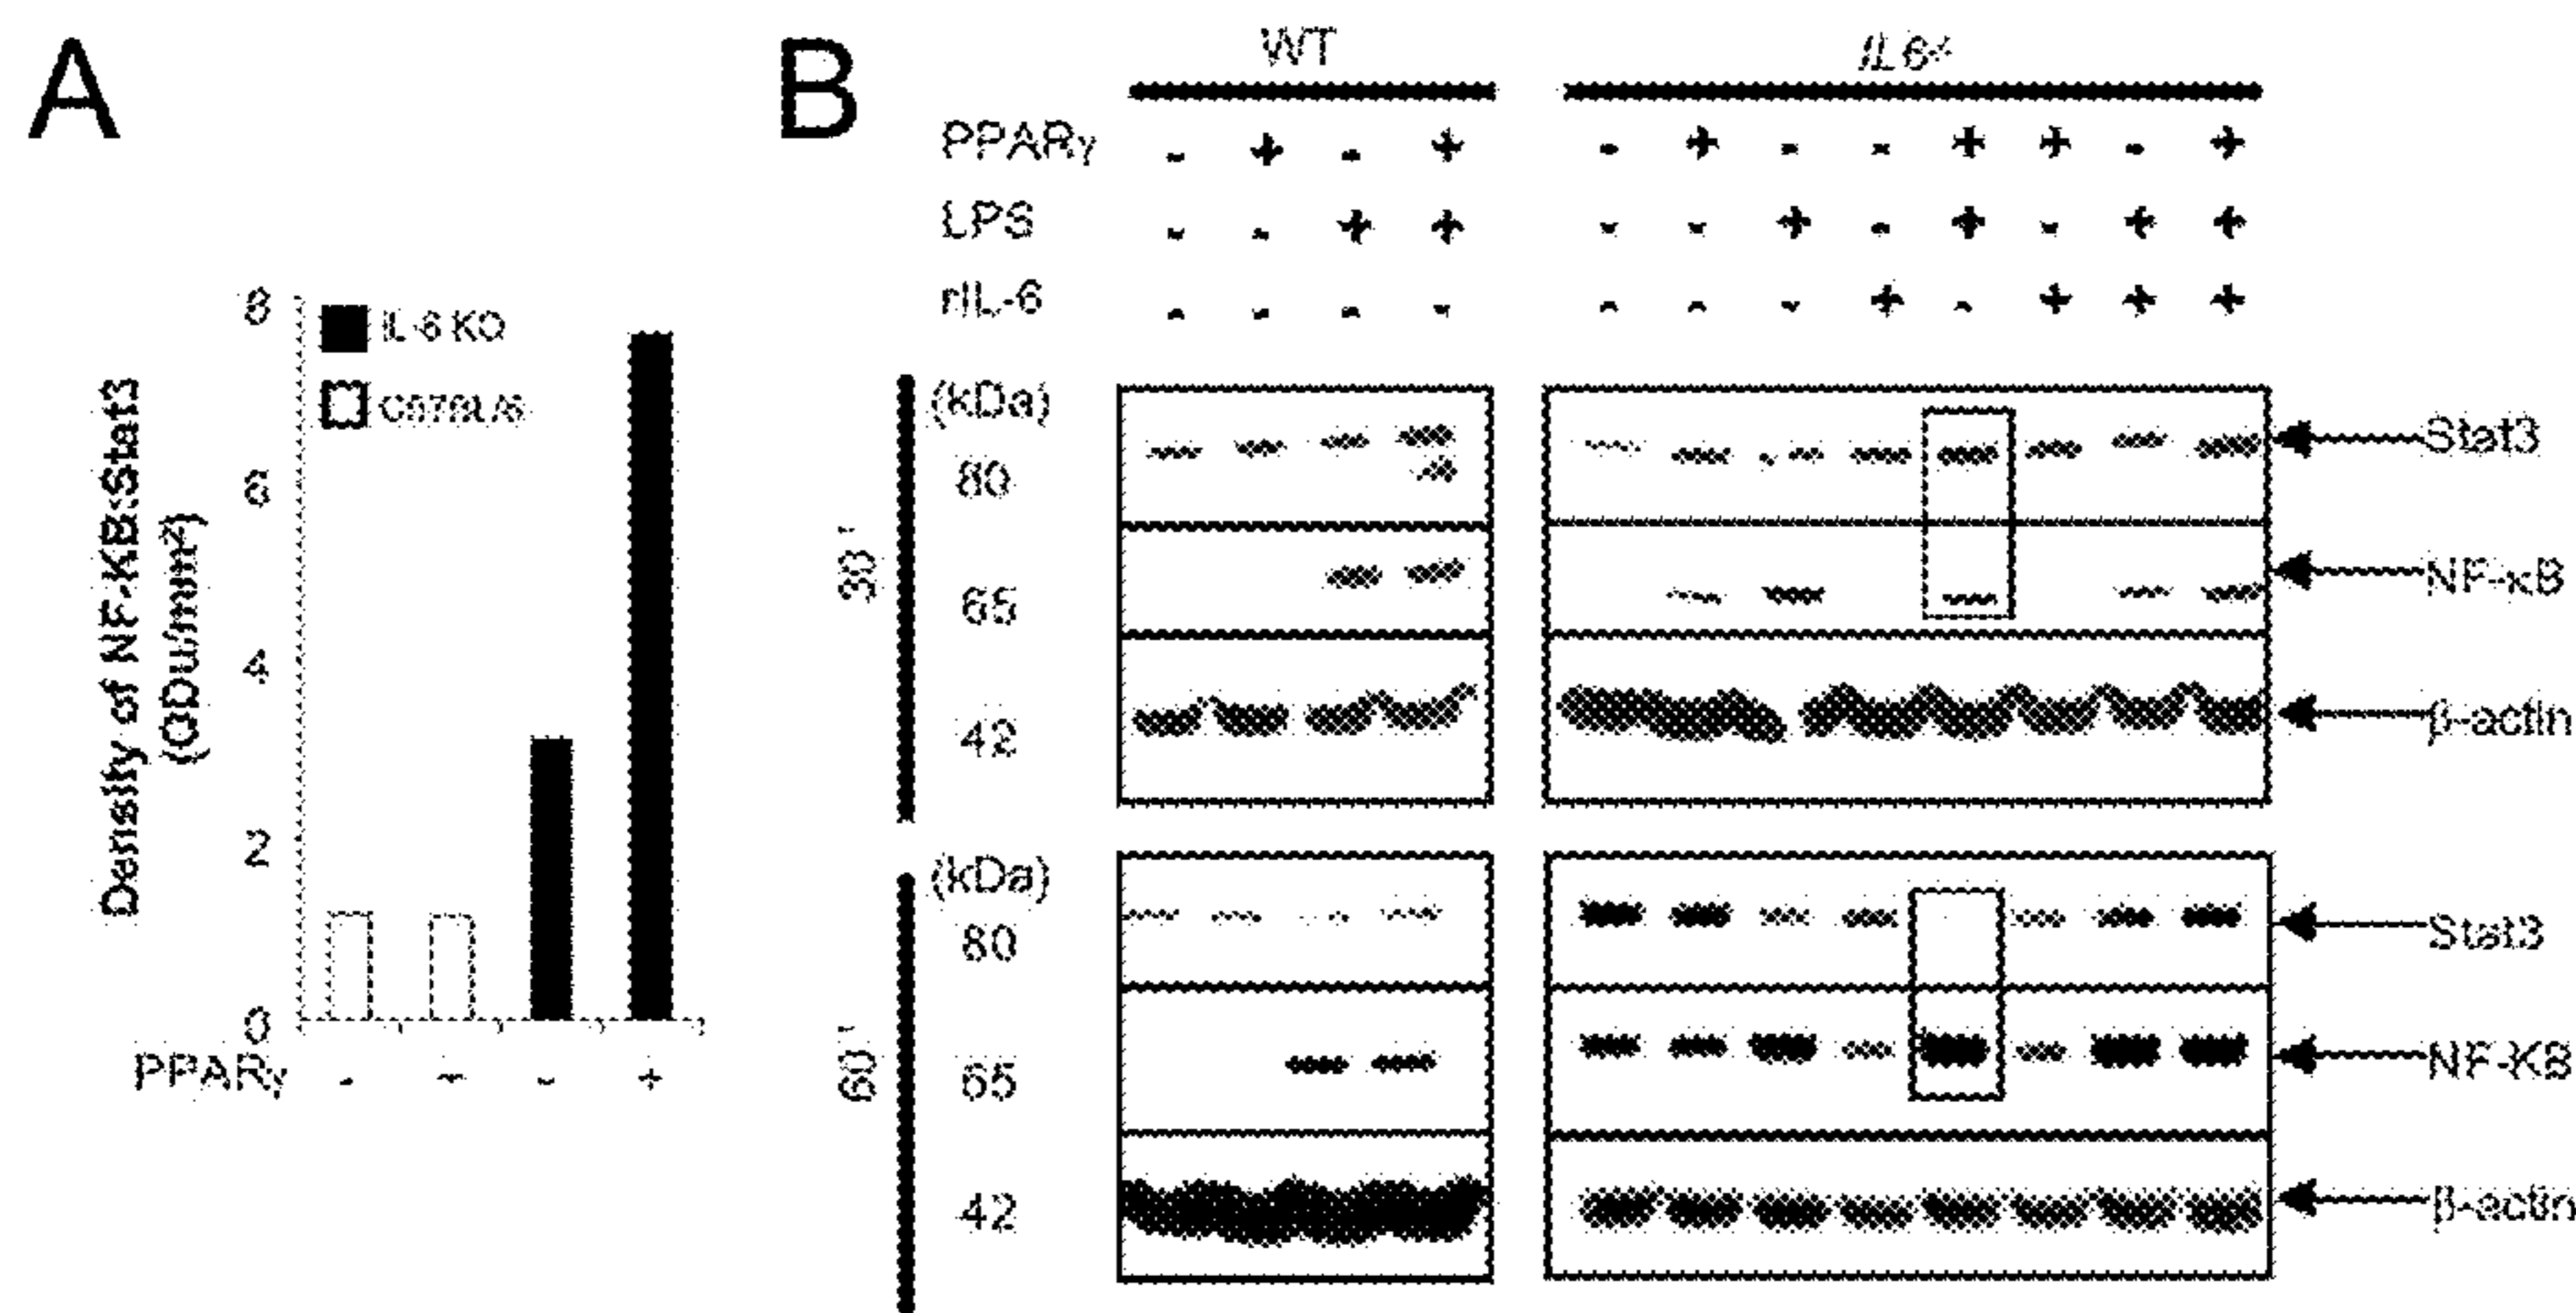 A
8
IL-6 KO
C57BL/6
6
4
2
0
Density of NF-KB:Stat3
(ODu/mm²)
PPARγ - + - +
B
WT IL6-/-
PPARγ - + - + - + - - + + - +
LPS - - + + - - + - + - + +
rIL-6 - - - - - - - + - + + +
30'
(kDa)
80 Stat3
65 NF-κB
42 β-actin
60'
(kDa)
80 Stat3
65 NF-KB
42 β-actin